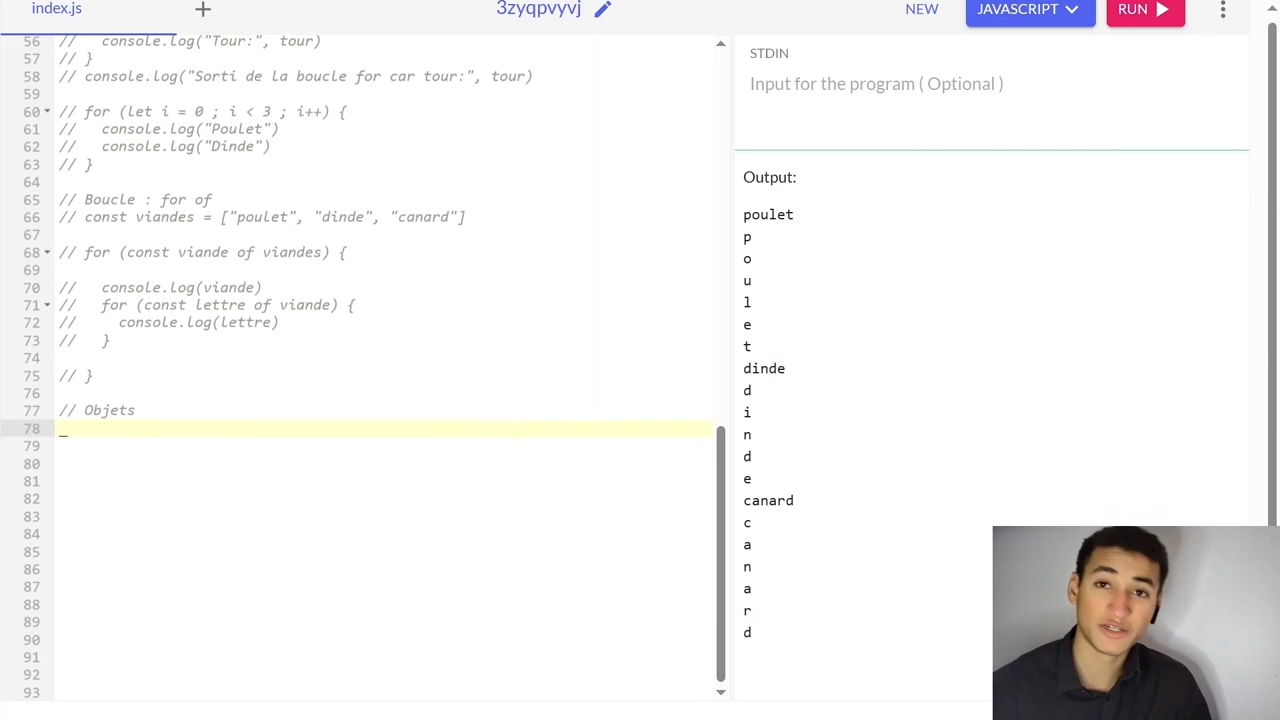 index.js
3zyqpvyvj
NEW
JAVASCRIPT
RUN
56 //   console.log("Tour:", tour)
57 // }
58 // console.log("Sorti de la boucle for car tour:", tour)
59
60 // for (let i = 0 ; i < 3 ; i++) {
61 //   console.log("Poulet")
62 //   console.log("Dinde")
63 // }
64
65 // Boucle : for of
66 // const viandes = ["poulet", "dinde", "canard"]
67
68 // for (const viande of viandes) {
69
70 //   console.log(viande)
71 //   for (const lettre of viande) {
72 //     console.log(lettre)
73 //   }
74
75 // }
76
77 // Objets
78
79
80
81
82
83
84
85
86
87
88
89
90
91
92
93
STDIN
Input for the program ( Optional )
Output:
poulet
p
o
u
l
e
t
dinde
d
i
n
d
e
canard
c
a
n
a
r
d